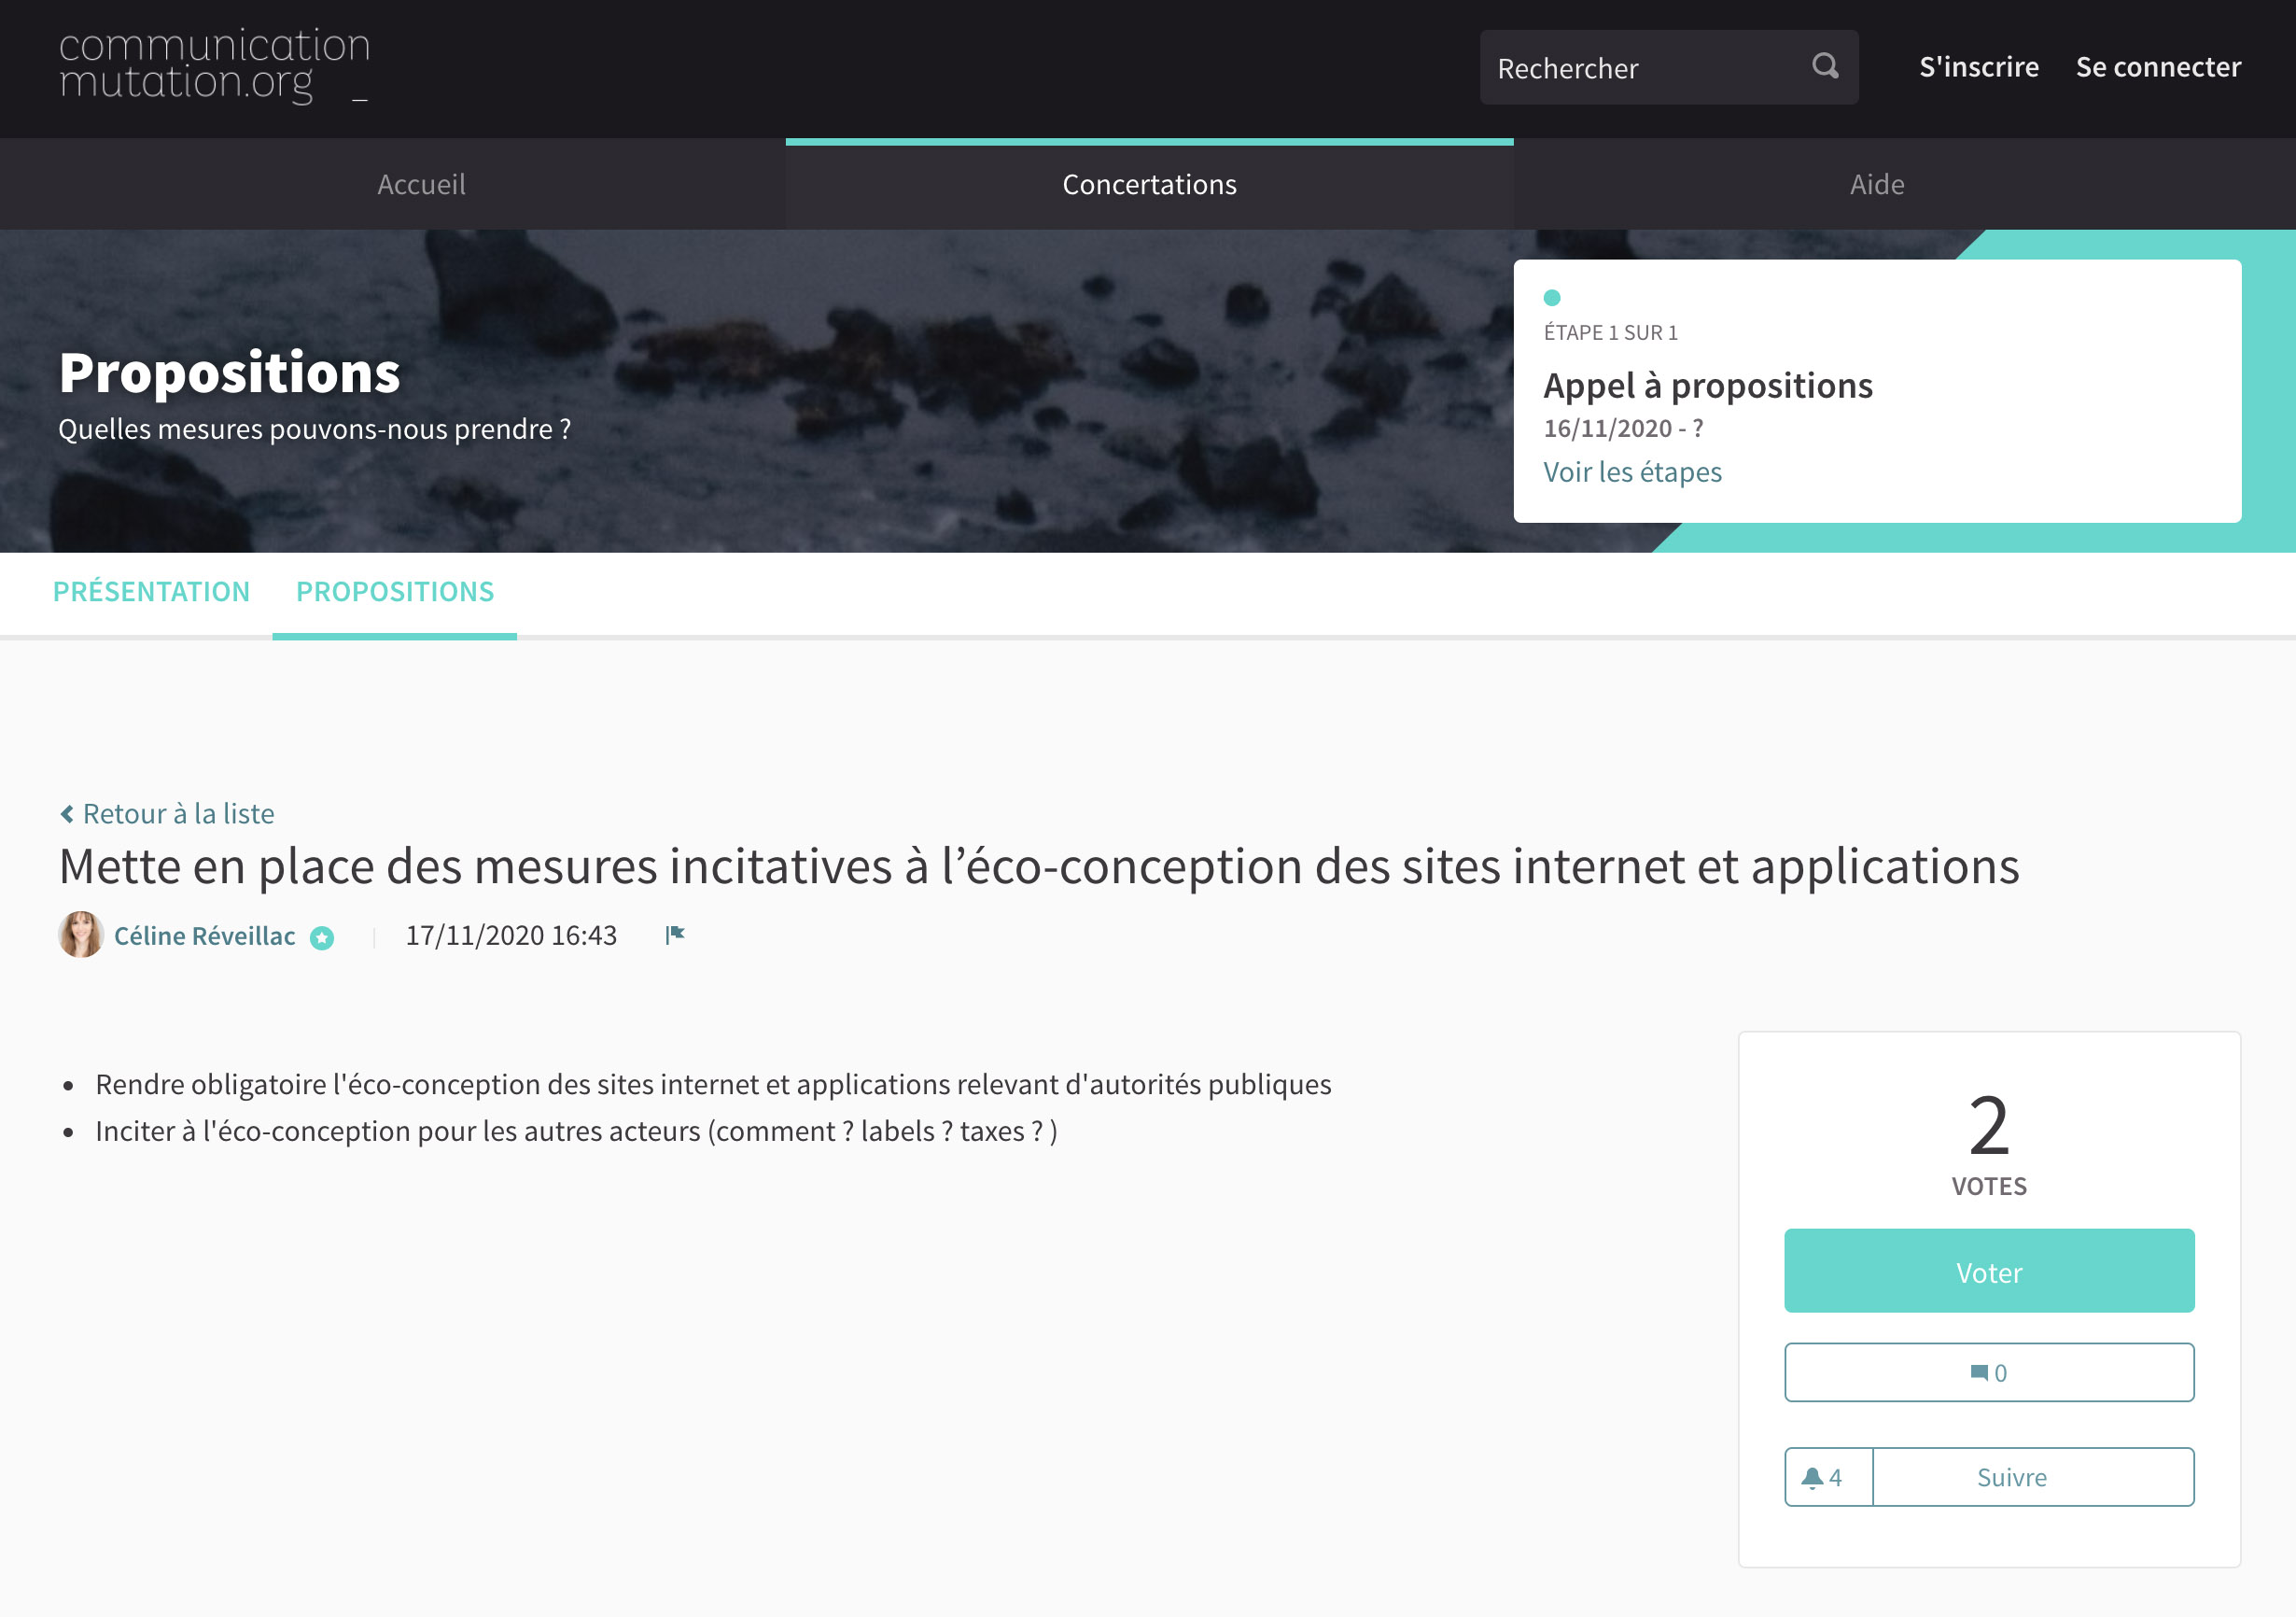 communication
mutation.org _
Rechercher
S'inscrire
Se connecter
Accueil
Concertations
Aide
Propositions
Quelles mesures pouvons-nous prendre ?
ÉTAPE 1 SUR 1
Appel à propositions
16/11/2020 - ?
Voir les étapes
PRÉSENTATION
PROPOSITIONS
Retour à la liste
Mette en place des mesures incitatives à l’éco-conception des sites internet et applications
Céline Réveillac
17/11/2020 16:43
• Rendre obligatoire l'éco-conception des sites internet et applications relevant d'autorités publiques
• Inciter à l'éco-conception pour les autres acteurs (comment ? labels ? taxes ? )
2
VOTES
Voter
0
4
Suivre